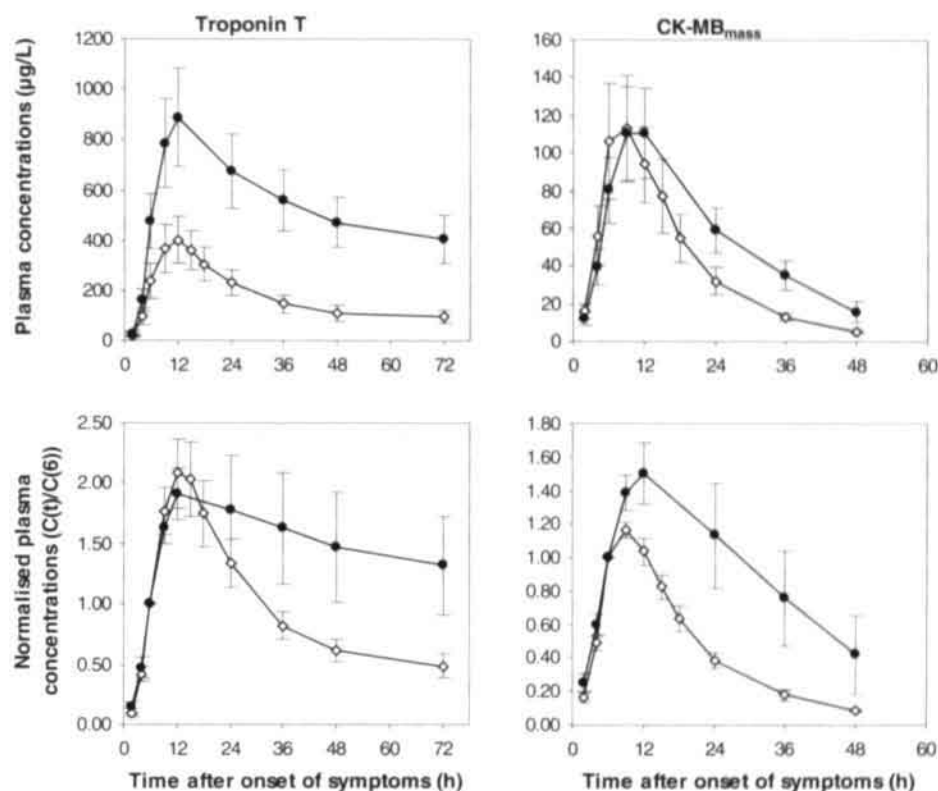 Troponin T
CK-MBmass
Plasma concentrations (µg/L)
1200
1000
800
600
400
200
0
0 12 24 36 48 60 72
160
140
120
100
80
60
40
20
0
0 12 24 36 48 60
Normalised plasma
concentrations (C(t)/C(6))
2.50
2.00
1.50
1.00
0.50
0.00
0 12 24 36 48 60 72
Time after onset of symptoms (h)
1.80
1.60
1.40
1.20
1.00
0.80
0.60
0.40
0.20
0.00
0 12 24 36 48 60
Time after onset of symptoms (h)